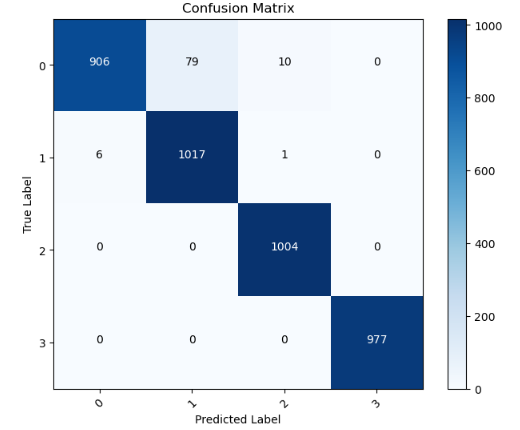 Confusion Matrix
0 906 79 10 0
1 6 1017 1 0
2 0 0 1004 0
3 0 0 0 977
0 1 2 3
True Label
Predicted Label
1000
800
600
400
200
0